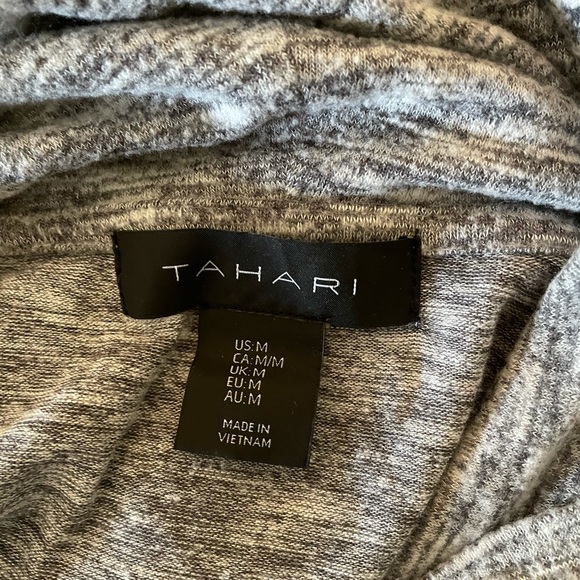 TAHARI
US:M
CA:M/M
UK:M
EU:M
AU:M
MADE IN
VIETNAM